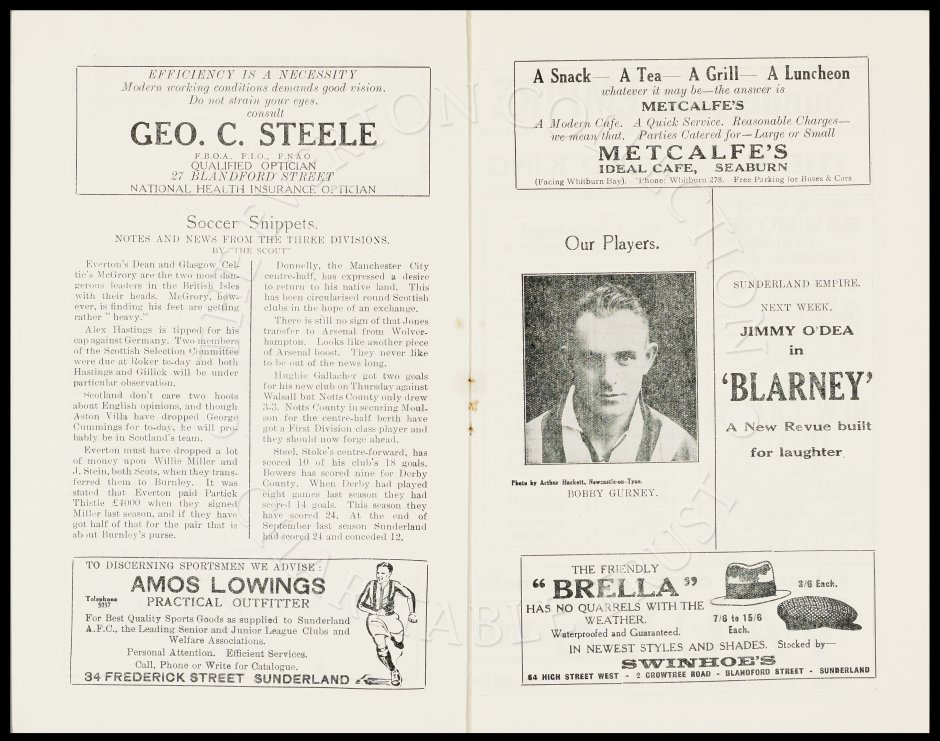 EFFICIENCY IS A NECESSITY
Modern working conditions demands good vision.
Do not strain your eyes.
consult
GEO. C. STEELE
F.B.O.A., F.I.O., F.N.A.O
QUALIFIED OPTICIAN
27 BLANDFORD STREET
NATIONAL HEALTH INSURANCE OPTICIAN
Soccer Snippets.
NOTES AND NEWS FROM THE THREE DIVISIONS.
BY "THE SCOUT"
Everton's Dean and Glasgow Cel-
tic's McGrory are the two most dan-
gerous leaders in the British Isles
with their heads. McGrory, how-
ever, is finding his feet are getting
rather "heavy."
Alex Hastings is tipped for his
cap against Germany. Two members
of the Scottish Selection Committee
were due at Roker to-day and both
Hastings and Gillick will be under
particular observation.
Scotland don't care two hoots
about English opinions, and though
Aston Villa have dropped George
Cummings for to-day, he will pro-
bably be in Scotland's team.
Everton must have dropped a lot
of money upon Willie Miller and
J. Stein, both Scots, when they trans-
ferred them to Burnley. It was
stated that Everton paid Partick
Thistle £4000 when they signed
Miller last season, and if they have
got half of that for the pair that is
about Burnley's purse.
Donnelly, the Manchester City
centre-half, has expressed a desire
to return to his native land. This
has been circularised round Scottish
clubs in the hope of an exchange.
There is still no sign of that Jones
transfer to Arsenal from Wolver-
hampton. Looks like another piece
of Arsenal boost. They never like
to be out of the news long.
Hughie Gallacher got two goals
for his new club on Thursday against
Walsall but Notts County only drew
3-3. Notts County in securing Moul-
son for the centre-half berth have
got a First Division class player and
they should now forge ahead.
Steel, Stoke's centre-forward, has
scored 10 of his club's 18 goals.
Bowers has scored nine for Derby
County. When Derby had played
eight games last season they had
scored 14 goals. This season they
have scored 24. At the end of
September last season Sunderland
had scored 24 and conceded 12.
TO DISCERNING SPORTSMEN WE ADVISE:
AMOS LOWINGS
Telephone
5357
PRACTICAL OUTFITTER
For Best Quality Sports Goods as supplied to Sunderland
A.F.C., the Leading Senior and Junior League Clubs and
Welfare Associations.
Personal Attention. Efficient Services.
Call, Phone or Write for Catalogue.
34 FREDERICK STREET SUNDERLAND
A Snack— A Tea— A Grill— A Luncheon
whatever it may be—the answer is
METCALFE'S
A Modern Cafe. A Quick Service. Reasonable Charges—
we mean that. Parties Catered for—Large or Small
METCALFE'S
IDEAL CAFE, SEABURN
(Facing Whitburn Bay). 'Phone: Whitburn 278. Free Parking for Buses & Cars
Our Players.
Photo by Arthur Hackett, Newcastle-on-Tyne.
BOBBY GURNEY.
SUNDERLAND EMPIRE.
NEXT WEEK.
JIMMY O'DEA
in
'BLARNEY'
A New Revue built
for laughter
THE FRIENDLY
"BRELLA"
HAS NO QUARRELS WITH THE
WEATHER.
Waterproofed and Guaranteed.
7/6 to 15/6
Each.
3/6 Each.
IN NEWEST STYLES AND SHADES. Stocked by—
SWINHOE'S
64 HIGH STREET WEST - 2 CROWTREE ROAD - BLANDFORD STREET - SUNDERLAND
EVERTON COLLECTION
CHARITABLE TRUST